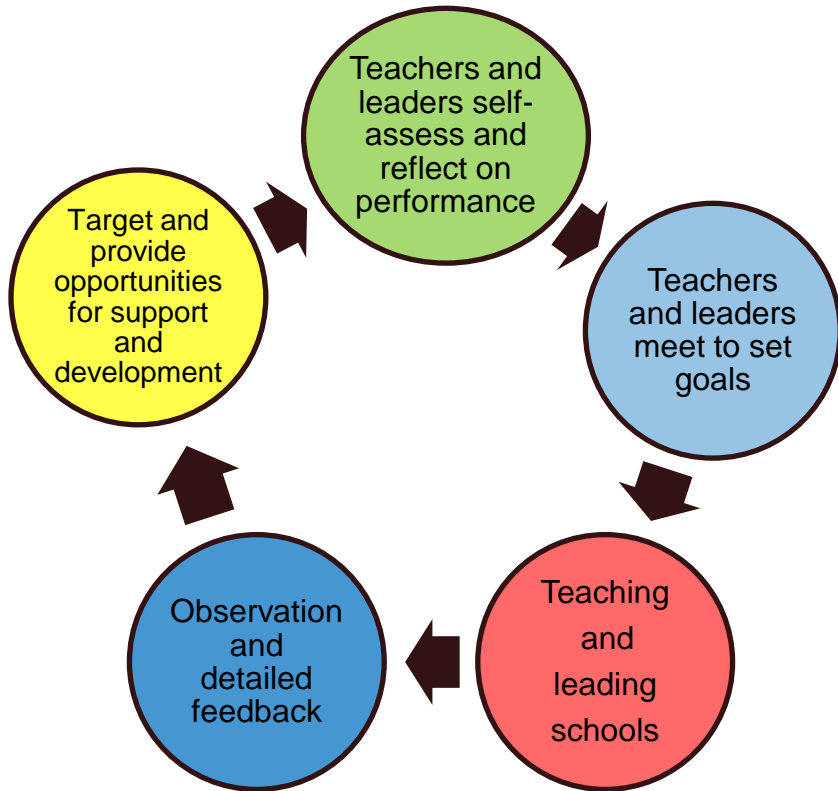 Teachers and
leaders self-
assess and
reflect on
performance
Teachers
and leaders
meet to set
goals
Teaching
and
leading
schools
Observation
and
detailed
feedback
Target and
provide
opportunities
for support
and
development